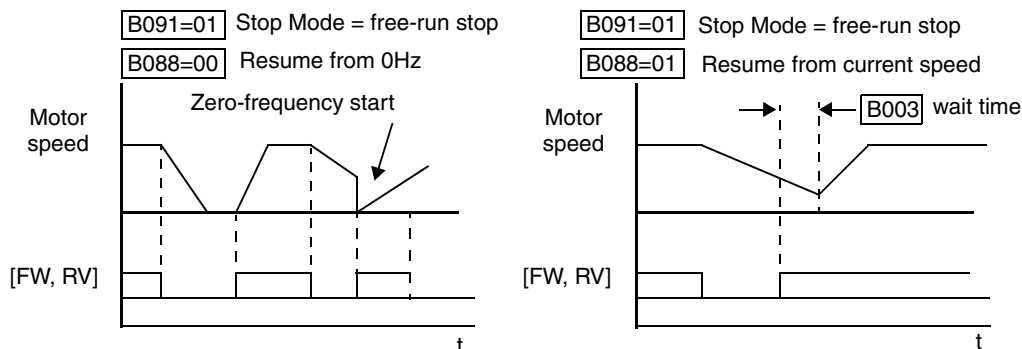 B091=01 Stop Mode = free-run stop
B088=00 Resume from 0Hz
Zero-frequency start
Motor
speed
[FW, RV]
t
B091=01 Stop Mode = free-run stop
B088=01 Resume from current speed
B003 wait time
Motor
speed
[FW, RV]
t